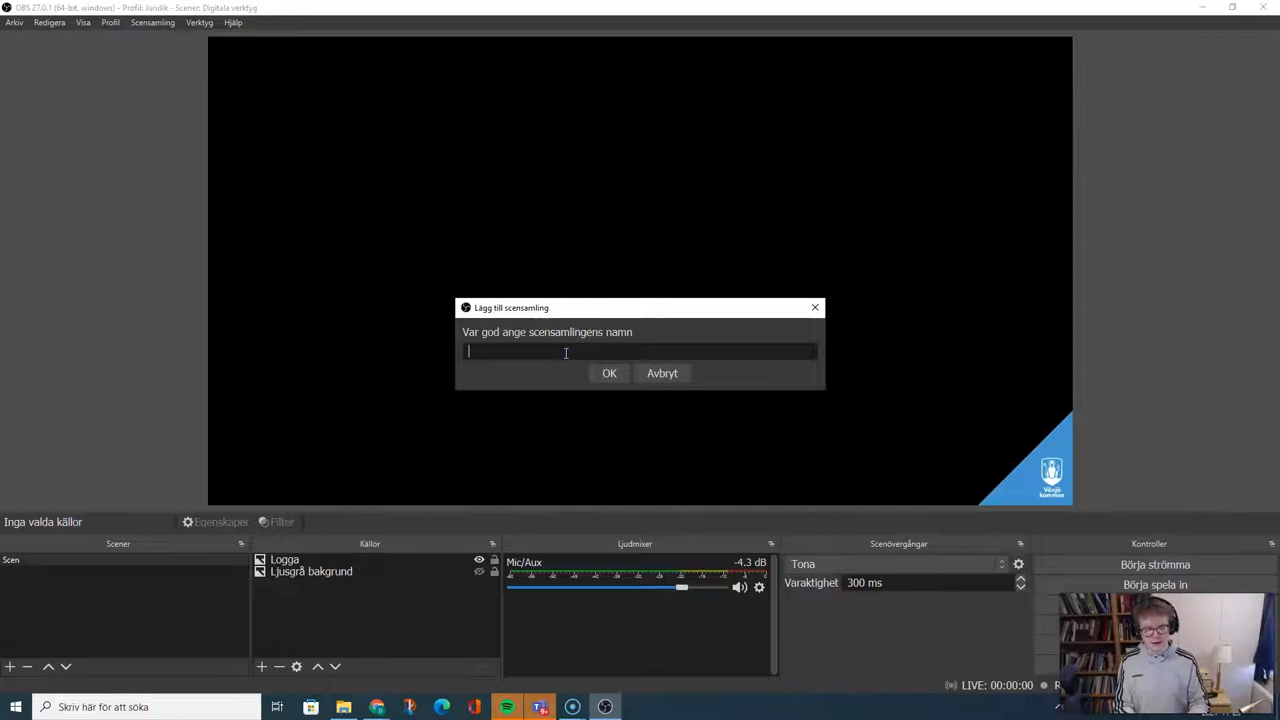 OBS 27.0.1 (64-bit, windows) - Profil: Juridik - Scener: Digitala verktyg
Arkiv Redigera Visa Profil Scensamling Verktyg Hjälp
Lägg till scensamling
Var god ange scensamlingens namn
OK Avbryt
Växjö
kommun
Inga valda källor Egenskaper Filter
Scener Källor Ljudmixer Scenövergångar Kontroller
Scen
Logga
Ljusgrå bakgrund
Mic/Aux -4.3 dB
Tona
Varaktighet 300 ms
Börja strömma
Börja spela in
LIVE: 00:00:00
Skriv här för att söka